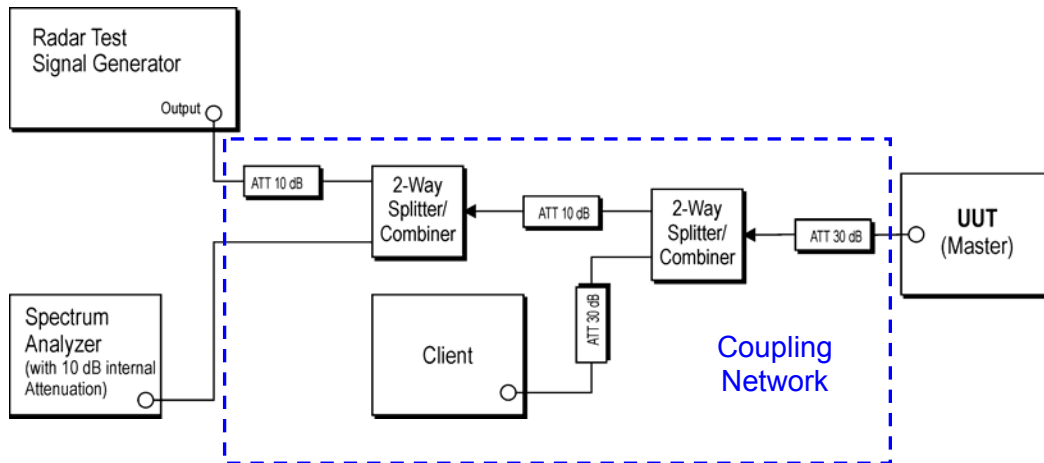 Radar Test
Signal Generator
Output
ATT 10 dB
2-Way
Splitter/
Combiner
ATT 10 dB
2-Way
Splitter/
Combiner
ATT 30 dB
UUT
(Master)
Spectrum
Analyzer
(with 10 dB internal
Attenuation)
Client
ATT 30 dB
Coupling
Network